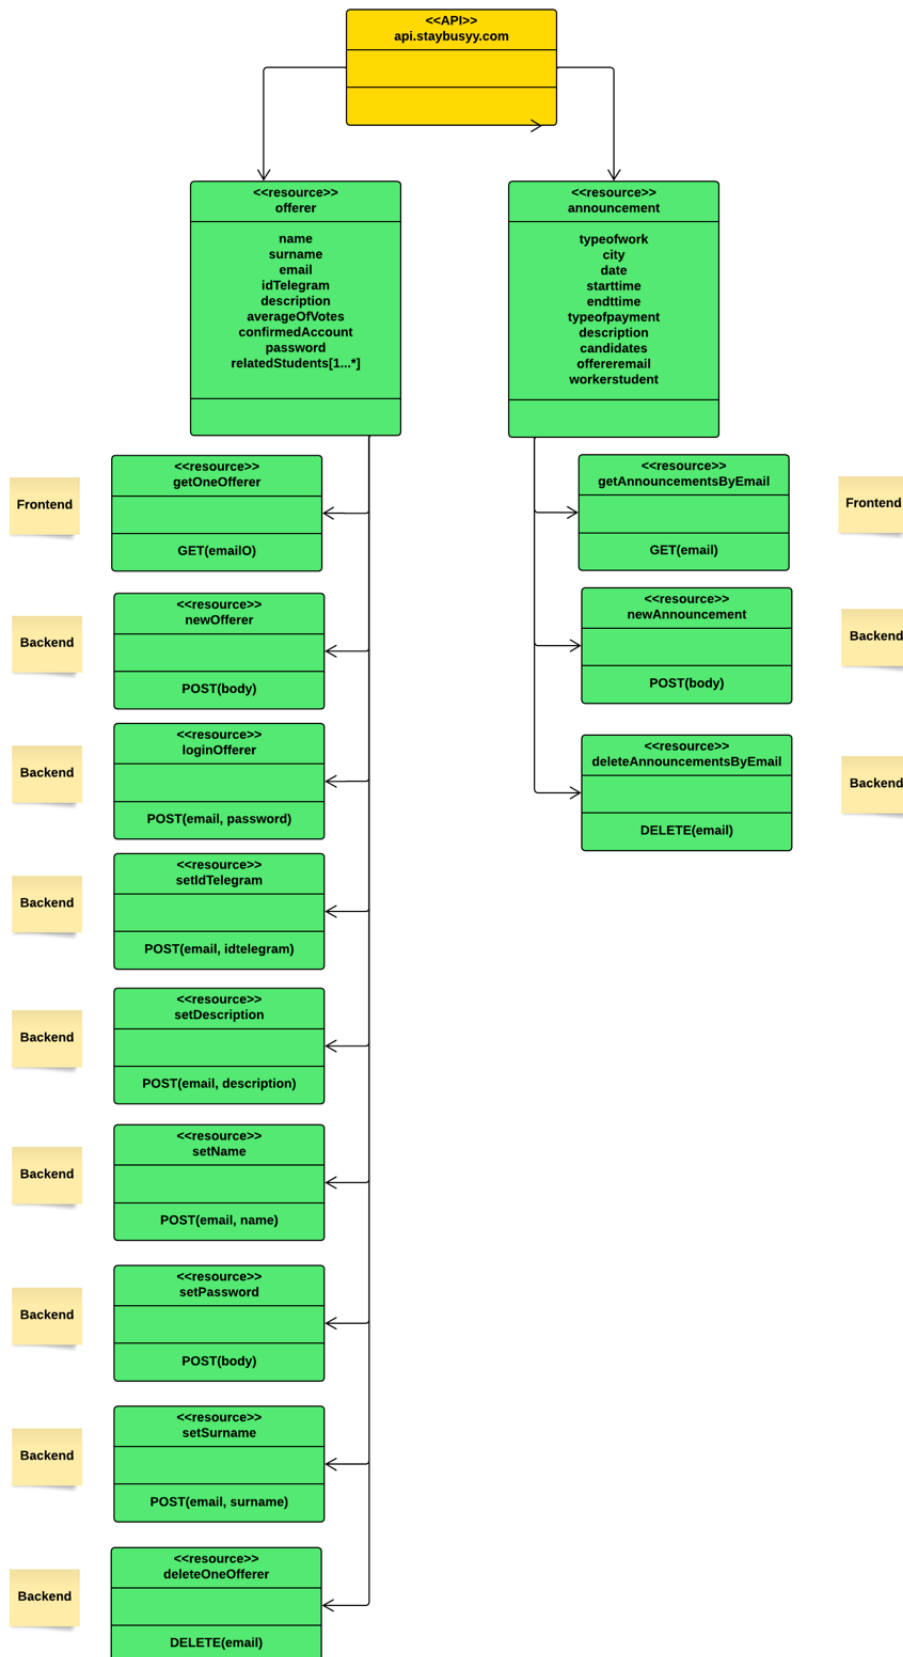 <<API>>
api.staybusyy.com
<<resource>>
offerer
name
surname
email
idTelegram
description
averageOfVotes
confirmedAccount
password
relatedStudents[1...*]
<<resource>>
announcement
typeofwork
city
date
starttime
endttime
typeofpayment
description
candidates
offereremail
workerstudent
Frontend
<<resource>>
getOneOfferer
GET(emailO)
<<resource>>
getAnnouncementsByEmail
GET(email)
Frontend
Backend
<<resource>>
newOfferer
POST(body)
<<resource>>
newAnnouncement
POST(body)
Backend
Backend
<<resource>>
loginOfferer
POST(email, password)
<<resource>>
deleteAnnouncementsByEmail
DELETE(email)
Backend
Backend
<<resource>>
setIdTelegram
POST(email, idtelegram)
Backend
<<resource>>
setDescription
POST(email, description)
Backend
<<resource>>
setName
POST(email, name)
Backend
<<resource>>
setPassword
POST(body)
Backend
<<resource>>
setSurname
POST(email, surname)
Backend
<<resource>>
deleteOneOfferer
DELETE(email)